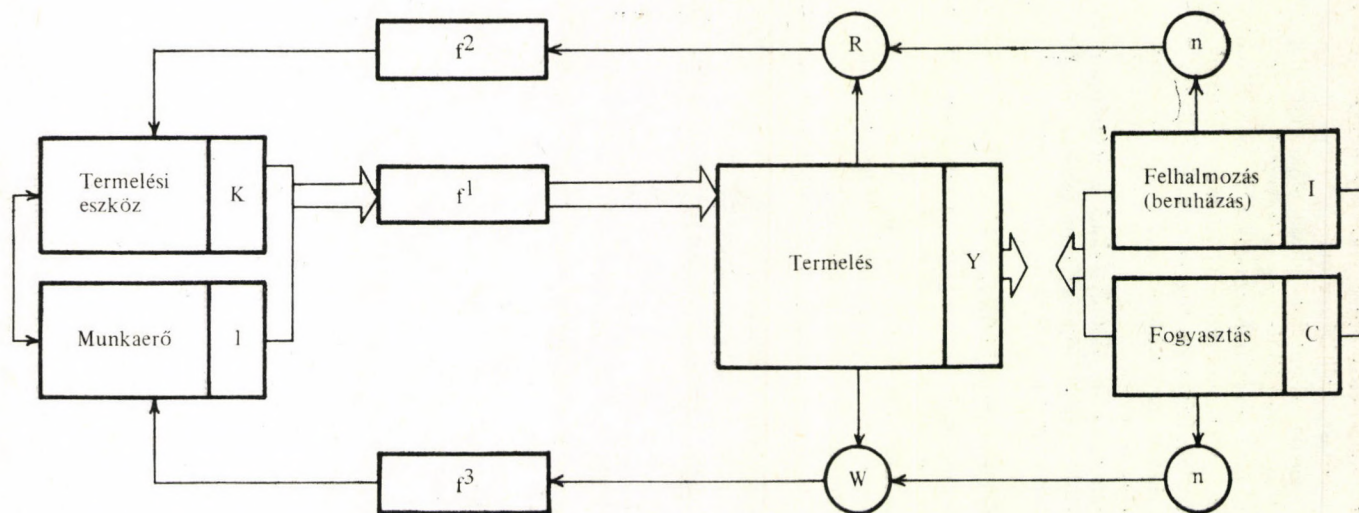 f²
R
n
Termelési
eszköz
K
f¹
Termelés
Y
Felhalmozás
(beruházás)
I
Munkaerő
l
Fogyasztás
C
f³
W
n